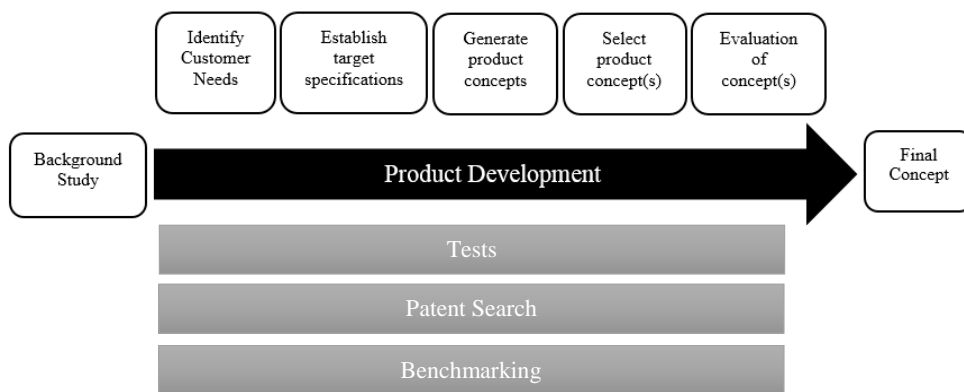 Identify
Customer
Needs
Establish
target
specifications
Generate
product
concepts
Select
product
concept(s)
Evaluation
of
concept(s)
Background
Study
Product Development
Final
Concept
Tests
Patent Search
Benchmarking